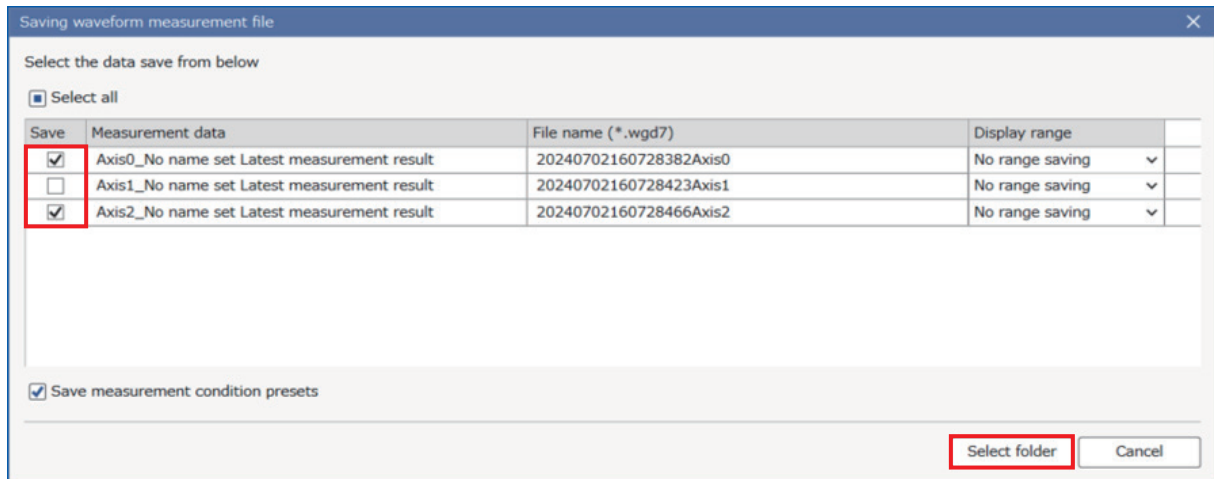 Saving waveform measurement file
Select the data save from below
Select all
Save Measurement data File name (*.wgd7) Display range
Axis0_No name set Latest measurement result 20240702160728382Axis0 No range saving
Axis1_No name set Latest measurement result 20240702160728423Axis1 No range saving
Axis2_No name set Latest measurement result 20240702160728466Axis2 No range saving
Save measurement condition presets
Select folder Cancel